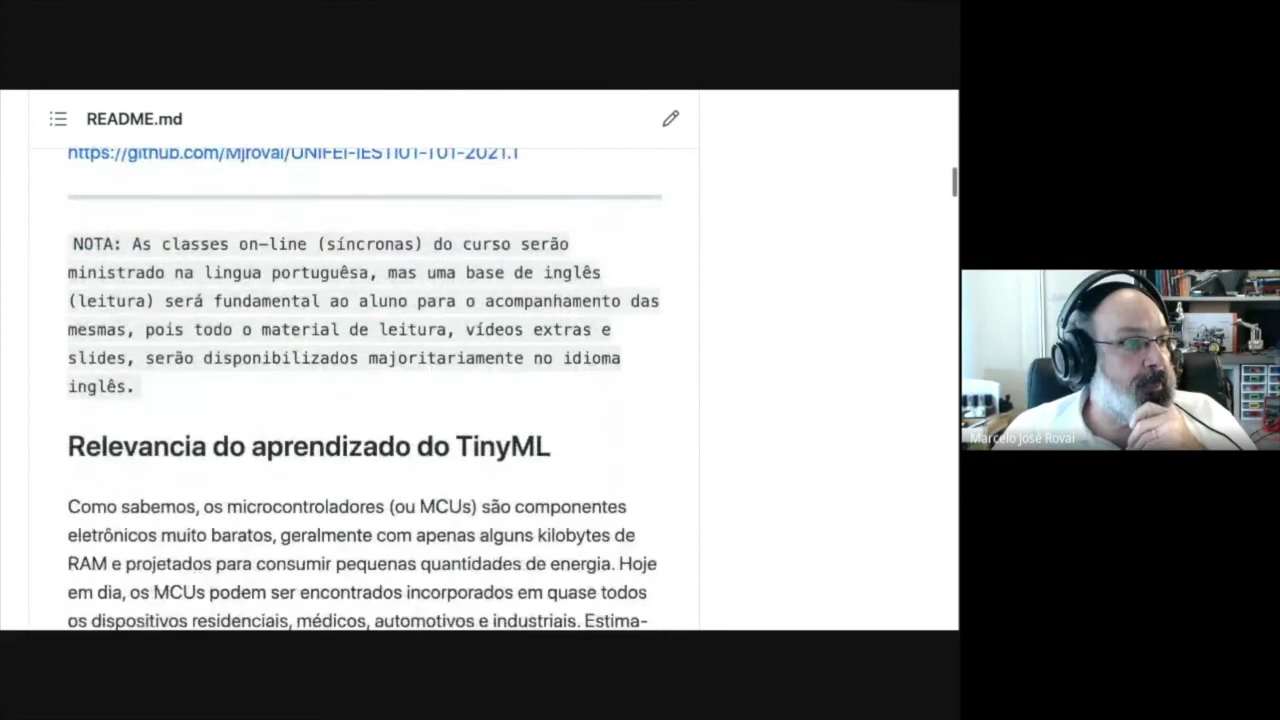 README.md
https://github.com/Mjrovai/UNIFEI-IESTI01-T01-2021.1
NOTA: As classes on-line (síncronas) do curso serão
ministrado na lingua portuguêsa, mas uma base de inglês
(leitura) será fundamental ao aluno para o acompanhamento das
mesmas, pois todo o material de leitura, vídeos extras e
slides, serão disponibilizados majoritariamente no idioma
inglês.
Relevancia do aprendizado do TinyML
Como sabemos, os microcontroladores (ou MCUs) são componentes
eletrônicos muito baratos, geralmente com apenas alguns kilobytes de
RAM e projetados para consumir pequenas quantidades de energia. Hoje
em dia, os MCUs podem ser encontrados incorporados em quase todos
os dispositivos residenciais, médicos, automotivos e industriais. Estima-
Marcelo José Rovai